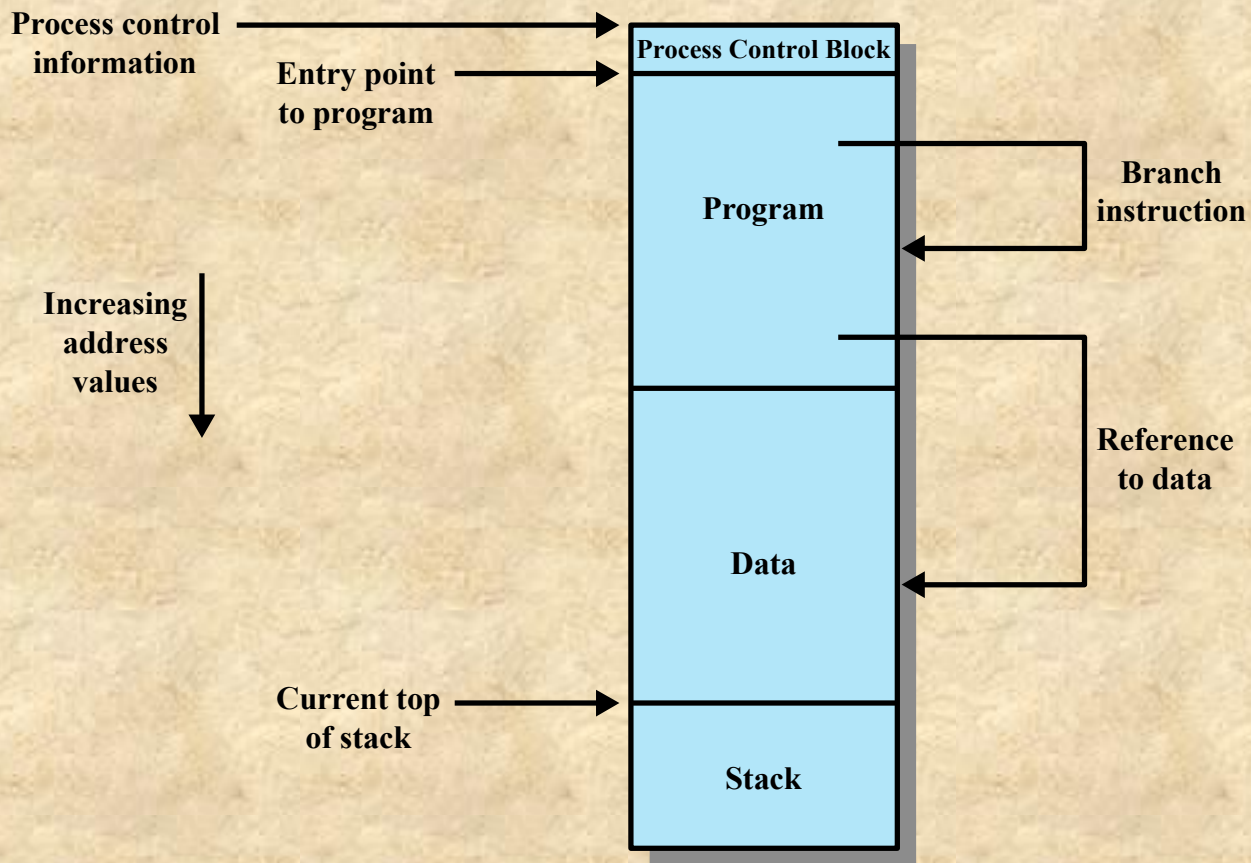 Process control
information
Process Control Block
Entry point
to program
Program
Branch
instruction
Increasing
address
values
Reference
to data
Data
Current top
of stack
Stack